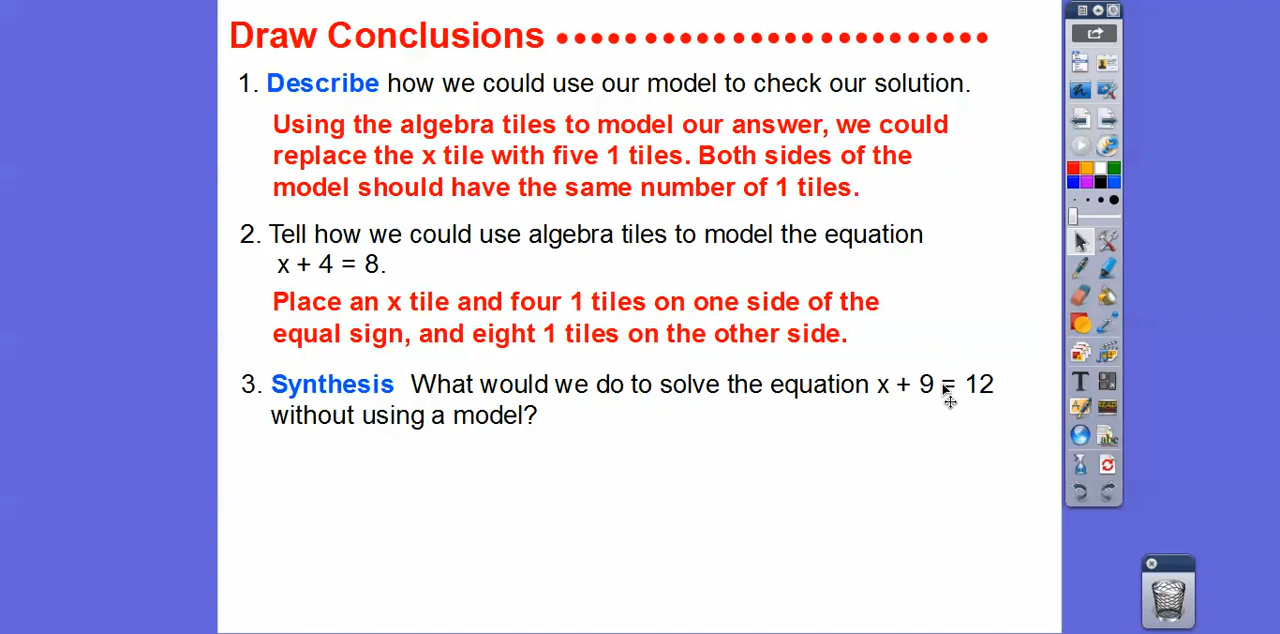 Draw Conclusions
1. Describe how we could use our model to check our solution.
Using the algebra tiles to model our answer, we could
replace the x tile with five 1 tiles. Both sides of the
model should have the same number of 1 tiles.
2. Tell how we could use algebra tiles to model the equation
x + 4 = 8.
Place an x tile and four 1 tiles on one side of the
equal sign, and eight 1 tiles on the other side.
3. Synthesis What would we do to solve the equation x + 9 = 12
without using a model?